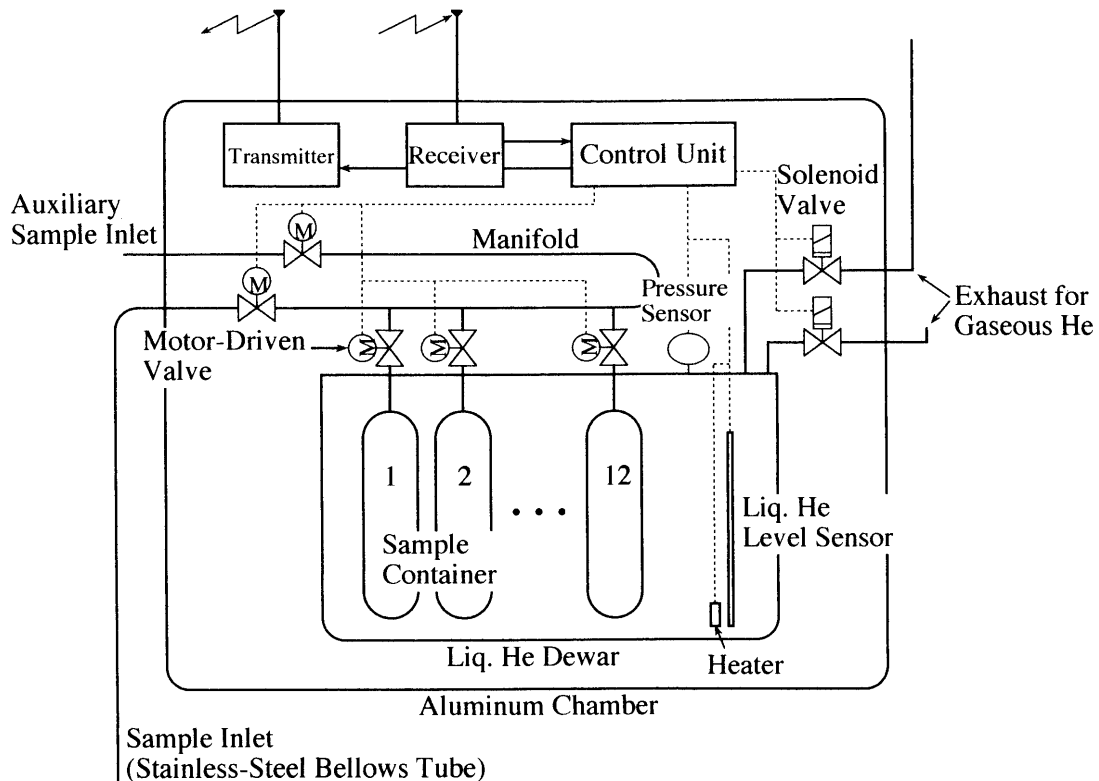 Transmitter
Receiver
Control Unit
Solenoid
Valve
Auxiliary
Sample Inlet
M
Manifold
M
Pressure
Sensor
Exhaust for
Gaseous He
Motor-Driven
Valve
M
M
M
1
2
12
Liq. He
Level Sensor
Sample
Container
Liq. He Dewar
Heater
Aluminum Chamber
Sample Inlet
(Stainless-Steel Bellows Tube)